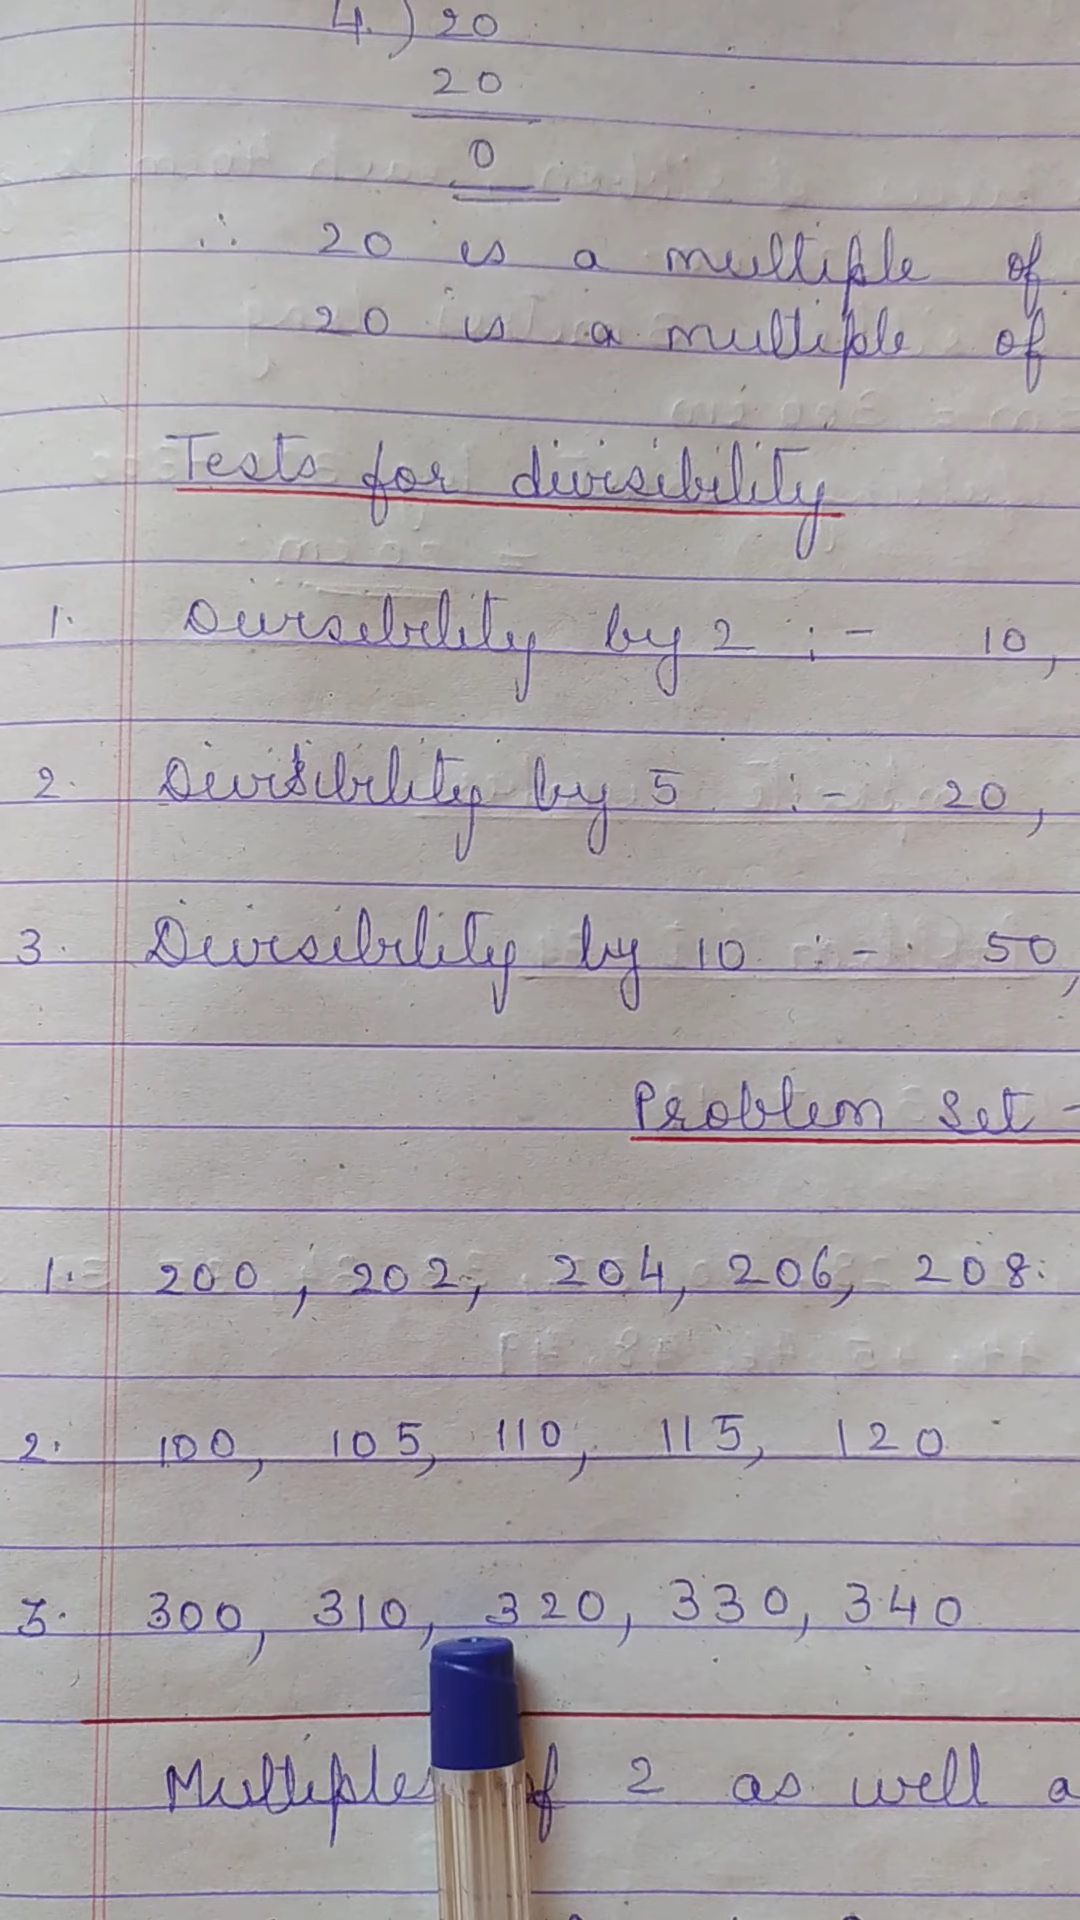 4.) 20
20
0
∴ 20 is a multiple of
20 is a multiple of
Tests for divisibility
1. Divisibility by 2 :- 10,
2. Divisibility by 5 :- 20,
3. Divisibility by 10 :- 50,
Problem Set -
1. 200, 202, 204, 206, 208.
2. 100, 105, 110, 115, 120
3. 300, 310, 320, 330, 340
Multiples of 2 as well a